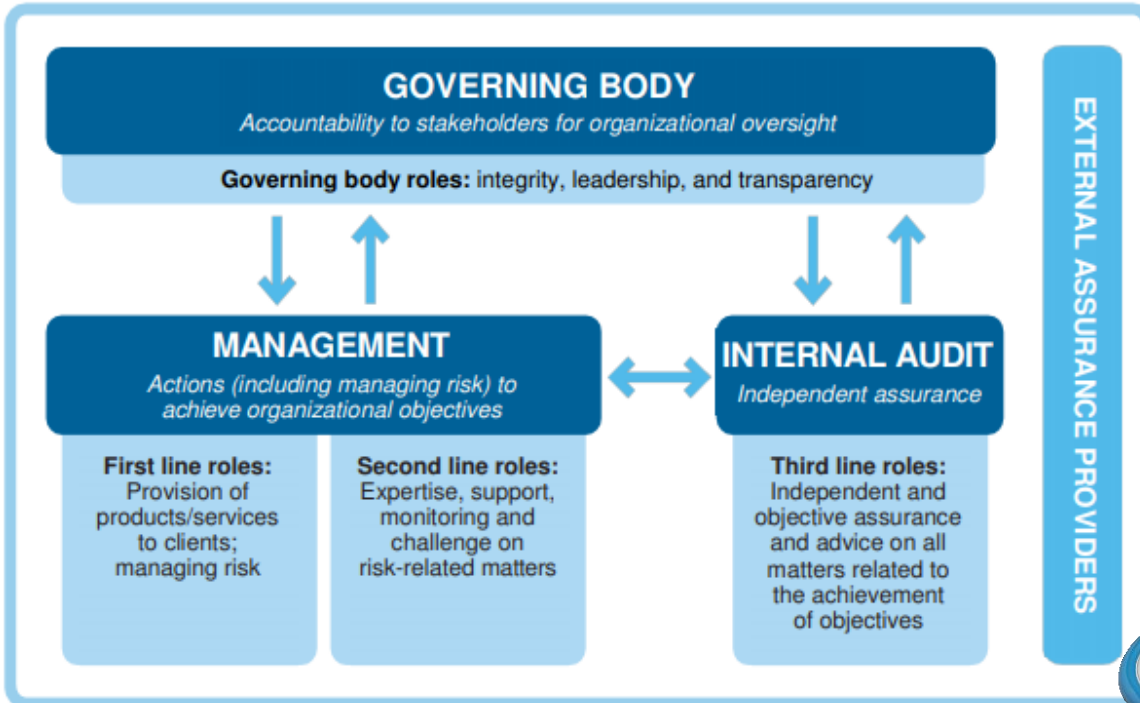 GOVERNING BODY
Accountability to stakeholders for organizational oversight
Governing body roles: integrity, leadership, and transparency
MANAGEMENT
Actions (including managing risk) to
achieve organizational objectives
First line roles:
Provision of
products/services
to clients;
managing risk
Second line roles:
Expertise, support,
monitoring and
challenge on
risk-related matters
INTERNAL AUDIT
Independent assurance
Third line roles:
Independent and
objective assurance
and advice on all
matters related to
the achievement
of objectives
EXTERNAL ASSURANCE PROVIDERS